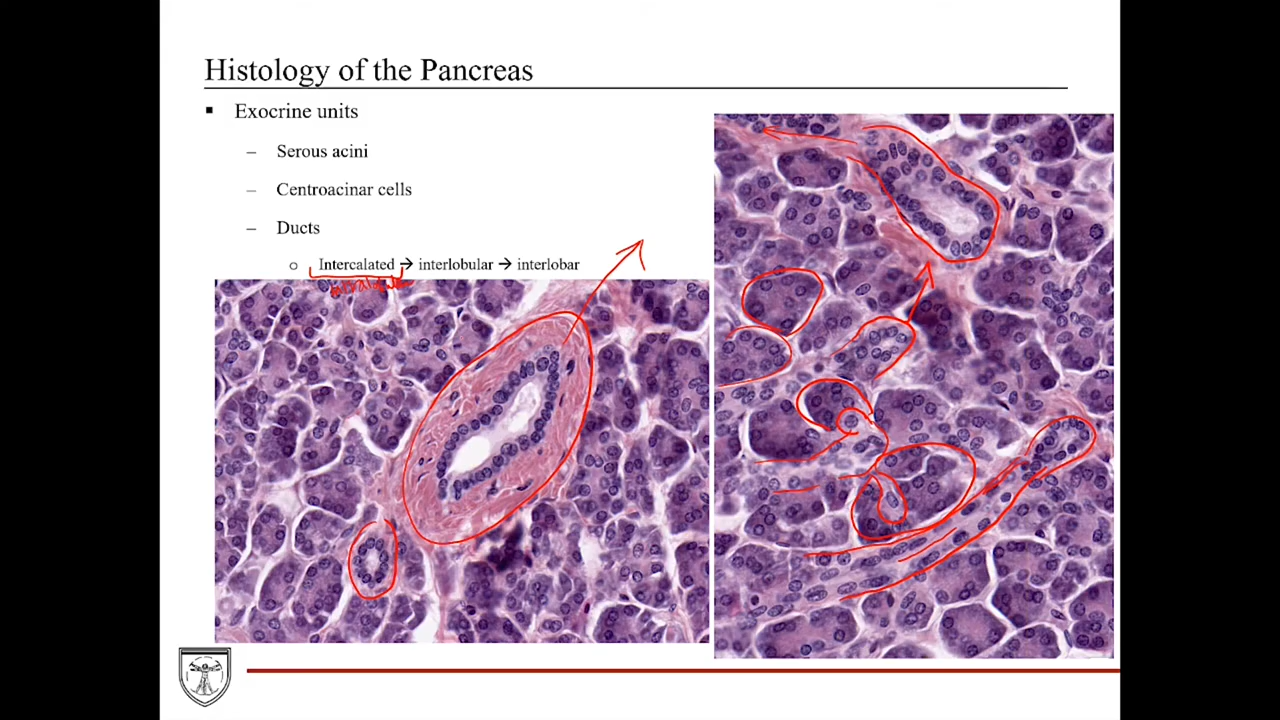 Histology of the Pancreas
▪ Exocrine units
– Serous acini
– Centroacinar cells
– Ducts
o Intercalated → interlobular → interlobar